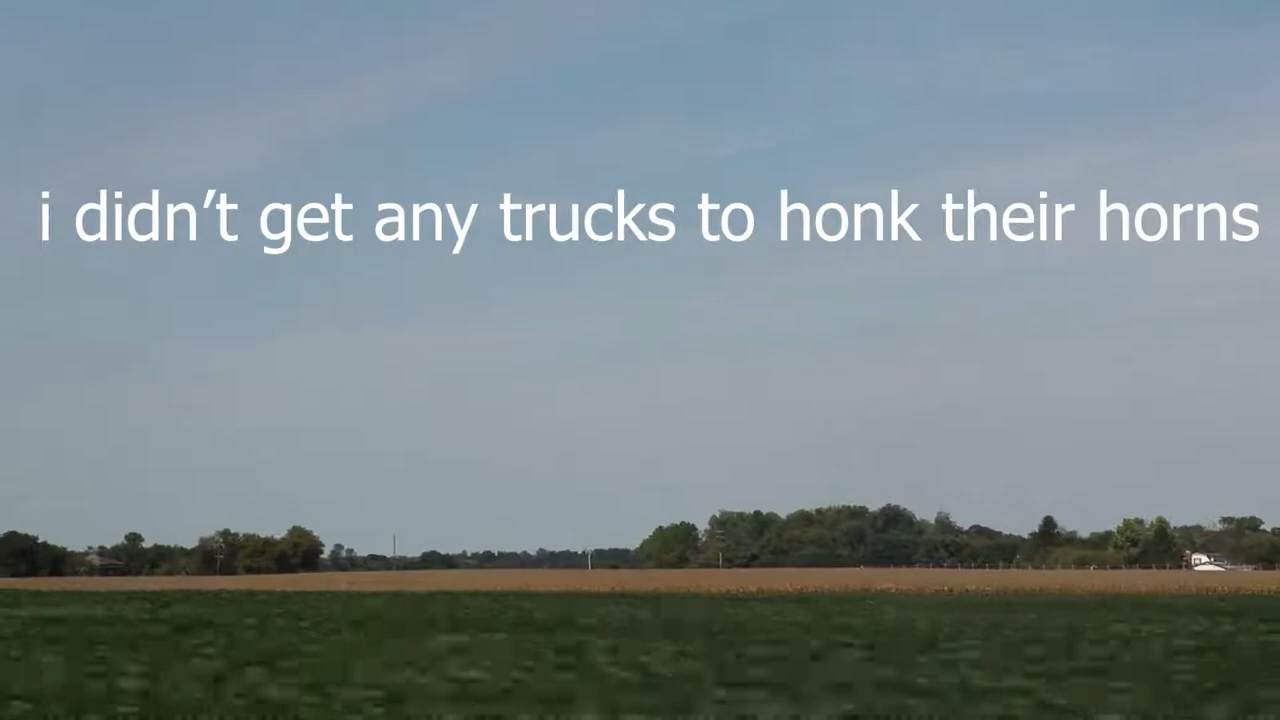 i didn’t get any trucks to honk their horns